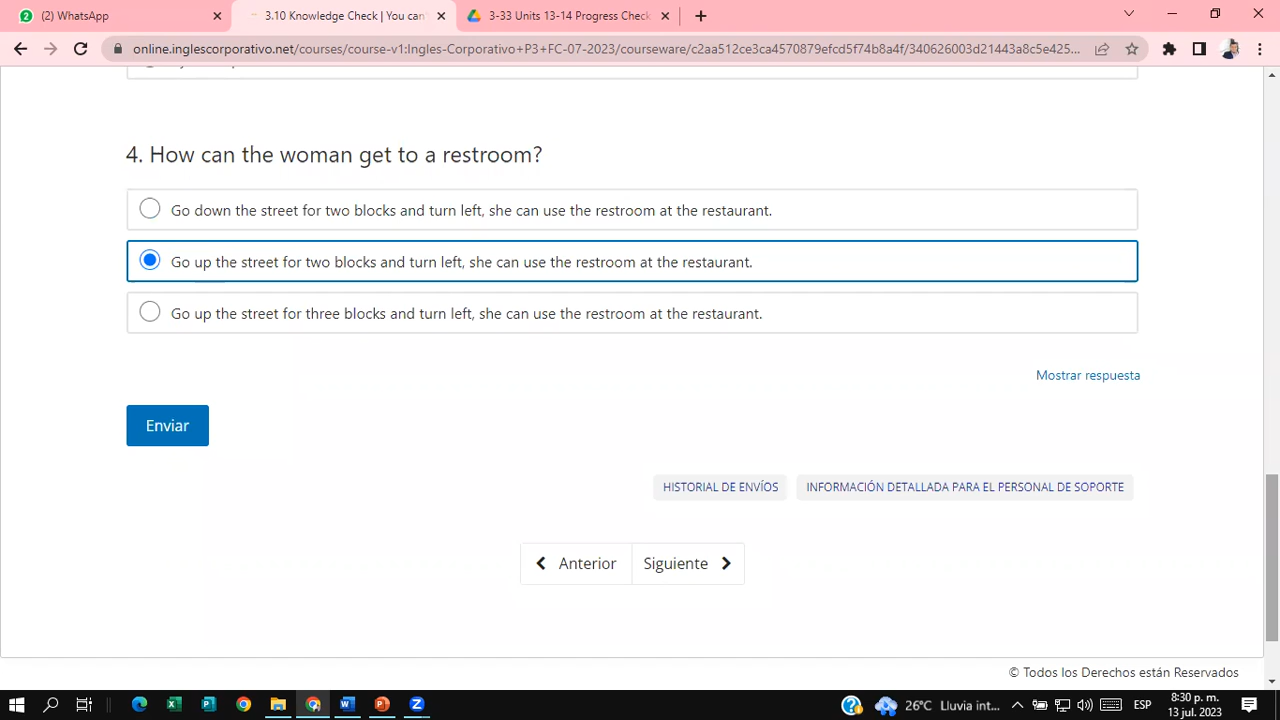 (2) WhatsApp
3.10 Knowledge Check | You can'
3-33 Units 13-14 Progress Check
online.inglescorporativo.net/courses/course-v1:Ingles-Corporativo+P3+FC-07-2023/courseware/c2aa512ce3ca4570879efcd5f74b8a4f/340626003d21443a8c5e425...
4. How can the woman get to a restroom?
Go down the street for two blocks and turn left, she can use the restroom at the restaurant.
Go up the street for two blocks and turn left, she can use the restroom at the restaurant.
Go up the street for three blocks and turn left, she can use the restroom at the restaurant.
Mostrar respuesta
Enviar
HISTORIAL DE ENVÍOS
INFORMACIÓN DETALLADA PARA EL PERSONAL DE SOPORTE
Anterior
Siguiente
© Todos los Derechos están Reservados
26°C Lluvia int...
ESP
8:30 p. m.
13 jul. 2023